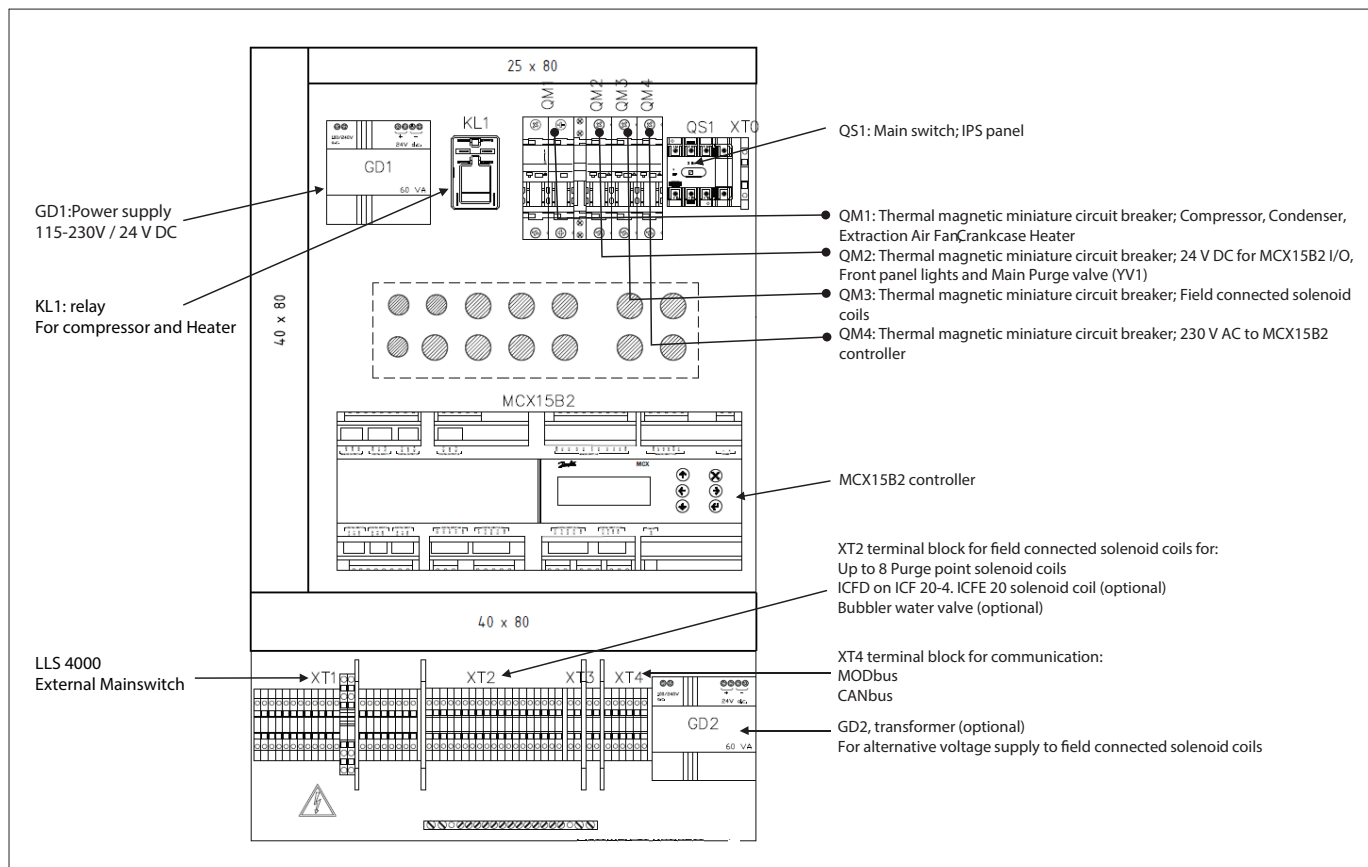 25 x 80
QM1
QM2
QM3
QM4
KL1
QS1
XT0
GD1
24V d.c.
60 VA
QS1: Main switch; IPS panel
GD1:Power supply
115-230V / 24 V DC
QM1: Thermal magnetic miniature circuit breaker; Compressor, Condenser,
Extraction Air Fan,Crankcase Heater
QM2: Thermal magnetic miniature circuit breaker; 24 V DC for MCX15B2 I/O,
Front panel lights and Main Purge valve (YV1)
QM3: Thermal magnetic miniature circuit breaker; Field connected solenoid
coils
QM4: Thermal magnetic miniature circuit breaker; 230 V AC to MCX15B2
controller
KL1: relay
For compressor and Heater
40 x 80
MCX15B2
Danfoss
MCX
MCX15B2 controller
XT2 terminal block for field connected solenoid coils for:
Up to 8 Purge point solenoid coils
ICFD on ICF 20-4. ICFE 20 solenoid coil (optional)
Bubbler water valve (optional)
40 x 80
LLS 4000
External Mainswitch
XT1
XT2
XT3
XT4
XT4 terminal block for communication:
MODbus
CANbus
24V d.c.
GD2
60 VA
GD2, transformer (optional)
For alternative voltage supply to field connected solenoid coils